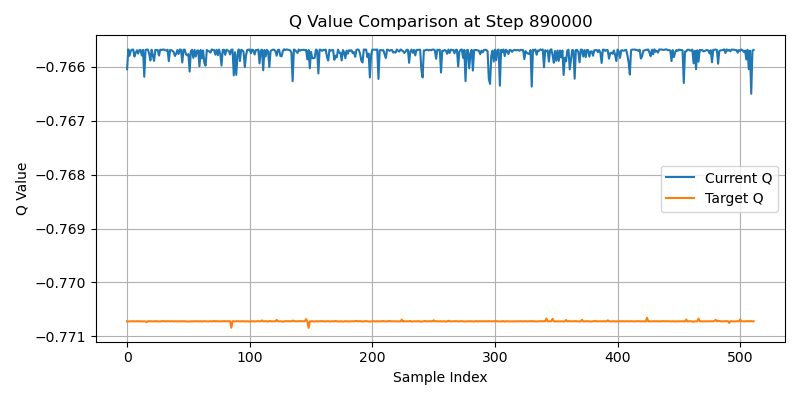 Q Value Comparison at Step 890000
−0.766
−0.767
−0.768
−0.769
−0.770
−0.771
Q Value
Current Q
Target Q
0 100 200 300 400 500
Sample Index